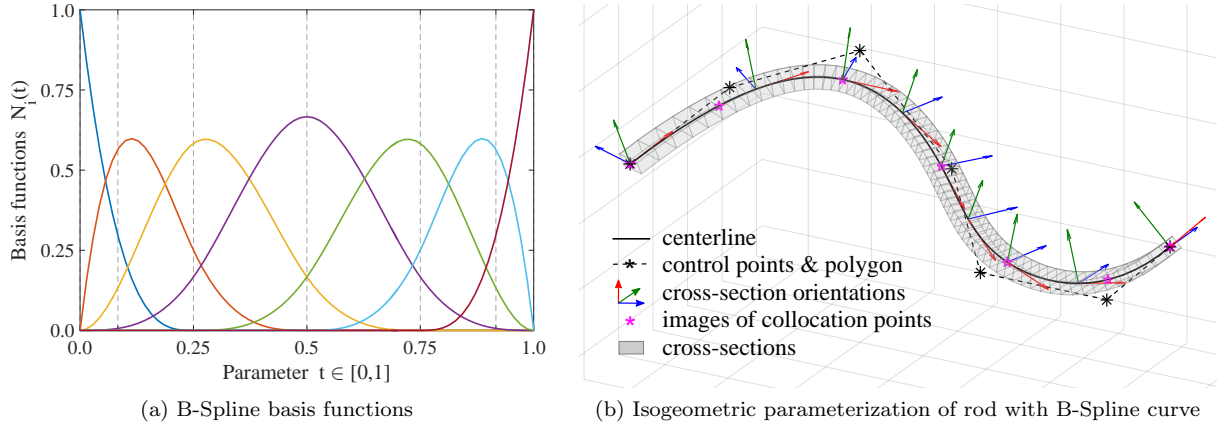 1.0
0.75
0.5
0.25
0.0
Basis functions N_i(t)
0.0 0.25 0.5 0.75 1.0
Parameter t ∈ [0,1]
(a) B-Spline basis functions
centerline
control points & polygon
cross-section orientations
images of collocation points
cross-sections
(b) Isogeometric parameterization of rod with B-Spline curve